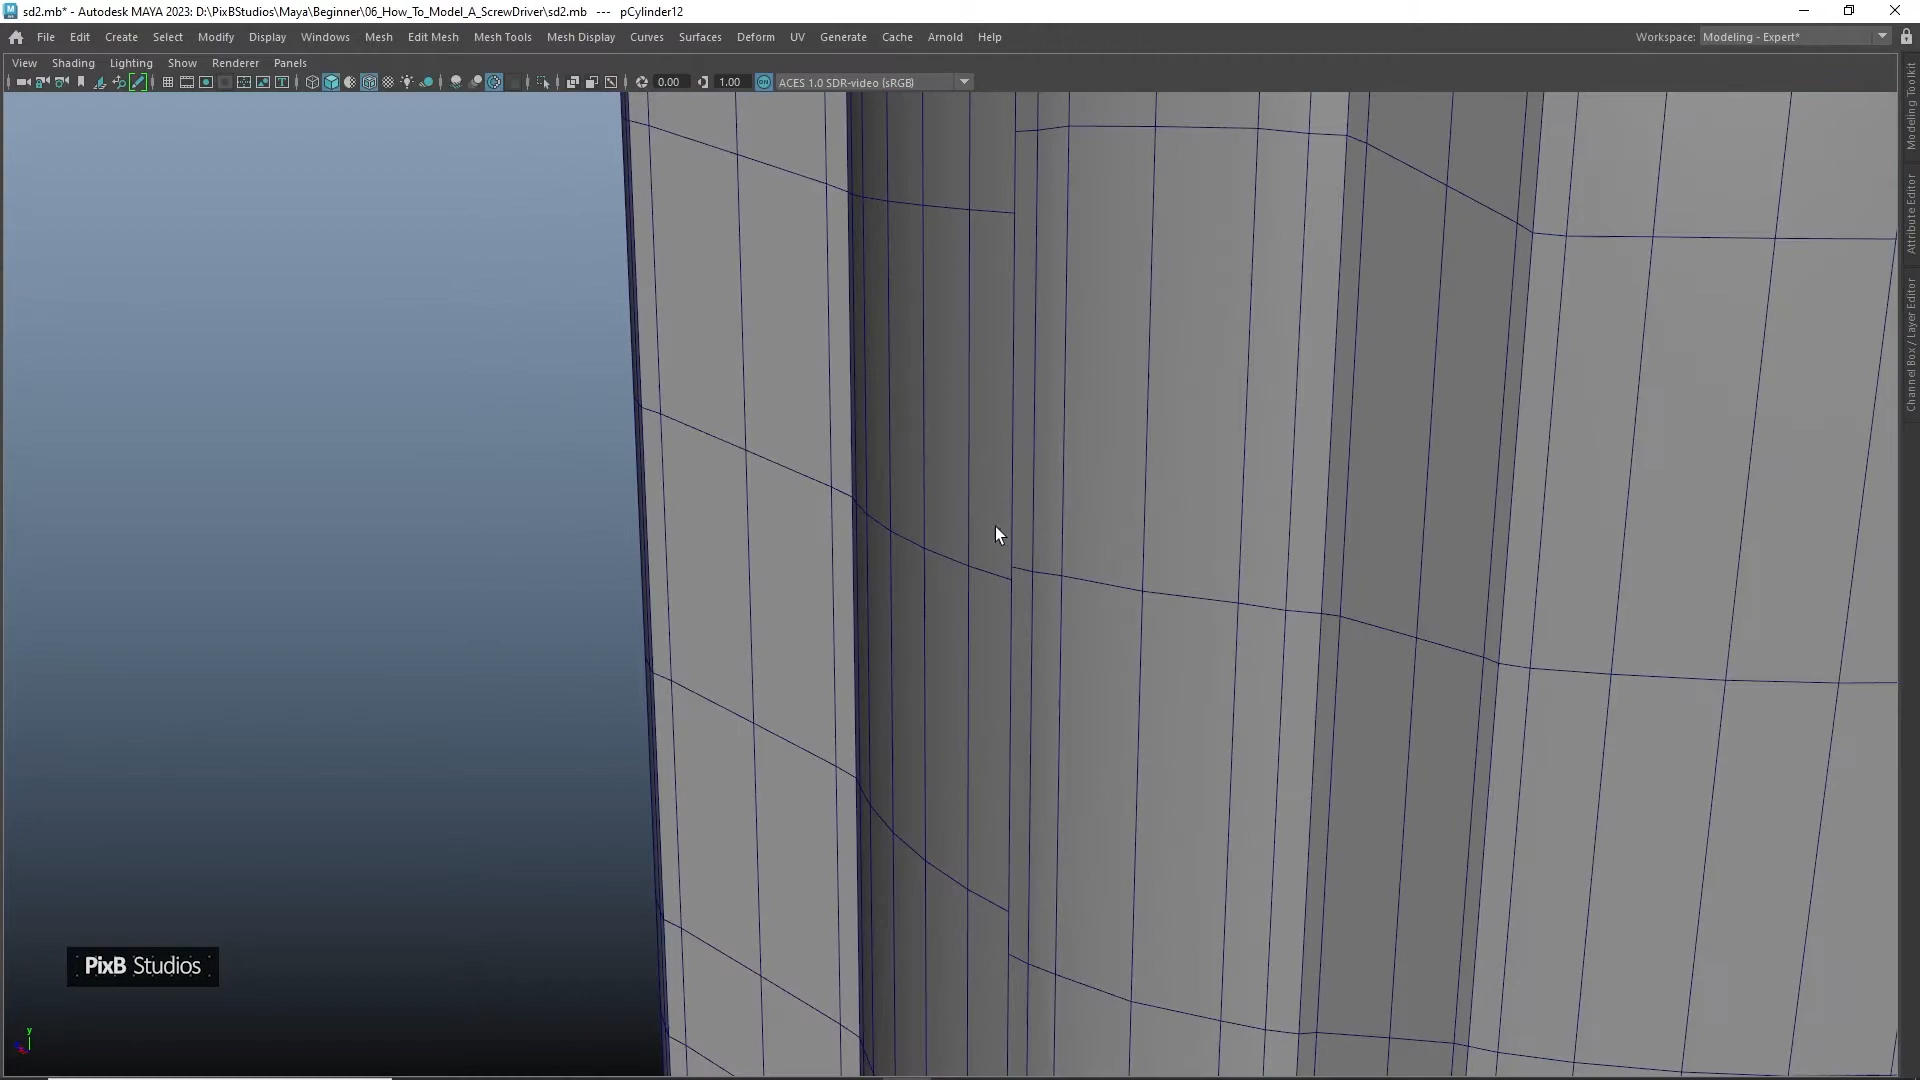 sd2.mb* - Autodesk MAYA 2023: D:\PixBStudios\Maya\Beginner\06_How_To_Model_A_ScrewDriver\sd2.mb --- pCylinder12
File Edit Create Select Modify Display Windows Mesh Edit Mesh Mesh Tools Mesh Display Curves Surfaces Deform UV Generate Cache Arnold Help Workspace: Modeling - Expert*
View Shading Lighting Show Renderer Panels
0.00 1.00 ON ACES 1.0 SDR-video (sRGB)
Modeling Toolkit
Attribute Editor
Channel Box / Layer Editor
PixB Studios
y